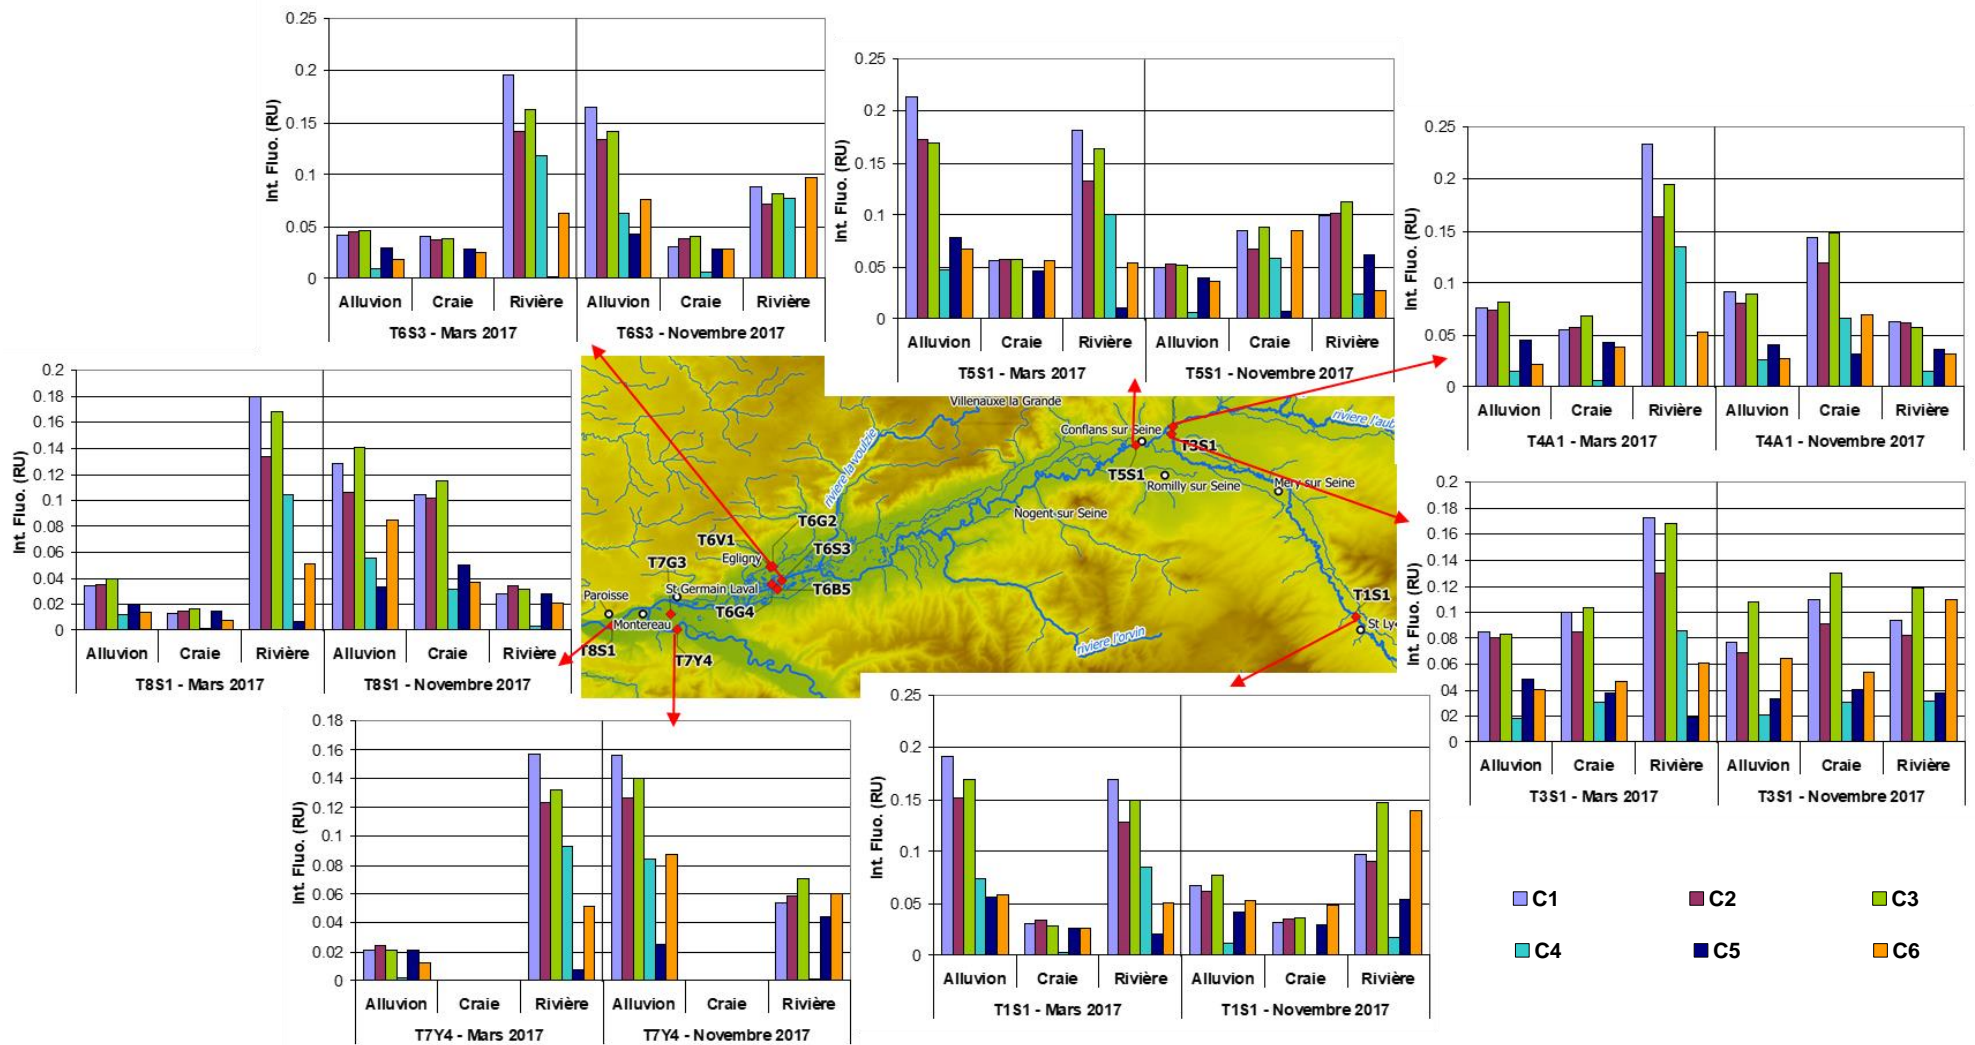 0.25
0.2
0.15
0.1
0.05
0
Int. Fluo. (RU)
Alluvion Craie Rivière Alluvion Craie Rivière
T6S3 - Mars 2017 T6S3 - Novembre 2017
0.25
0.2
0.15
0.1
0.05
0
Int. Fluo. (RU)
Alluvion Craie Rivière Alluvion Craie Rivière
T5S1 - Mars 2017 T5S1 - Novembre 2017
0.25
0.2
0.15
0.1
0.05
0
Int. Fluo. (RU)
Alluvion Craie Rivière Alluvion Craie Rivière
T4A1 - Mars 2017 T4A1 - Novembre 2017
0.2
0.18
0.16
0.14
0.12
0.1
0.08
0.06
0.04
0.02
0
Int. Fluo. (RU)
Alluvion Craie Rivière Alluvion Craie Rivière
T8S1 - Mars 2017 T8S1 - Novembre 2017
Villenauxe la Grande
riviere la voulzie
riviere l'aub
Conflans sur Seine
T3S1
T5S1
Romilly sur Seine
Mery sur Seine
Nogent sur Seine
T6G2
T6V1
T6S3
Egligny
T7G3
St Germain Laval
T6B5
Paroisse
T6G4
Montereau
T1S1
St Ly
T8S1
T7Y4
riviere l'orvin
0.2
0.18
0.16
0.14
0.12
0.1
0.08
0.06
04
02
0
Int. Fluo. (RU)
Alluvion Craie Rivière Alluvion Craie Rivière
T3S1 - Mars 2017 T3S1 - Novembre 2017
0.18
0.16
0.14
0.12
0.1
0.08
0.06
0.04
0.02
0
Int. Fluo. (RU)
Alluvion Craie Rivière Alluvion Craie Rivière
T7Y4 - Mars 2017 T7Y4 - Novembre 2017
0.25
0.2
0.15
0.1
0.05
0
Int. Fluo. (RU)
Alluvion Craie Rivière Alluvion Craie Rivière
T1S1 - Mars 2017 T1S1 - Novembre 2017
C1 C2 C3
C4 C5 C6